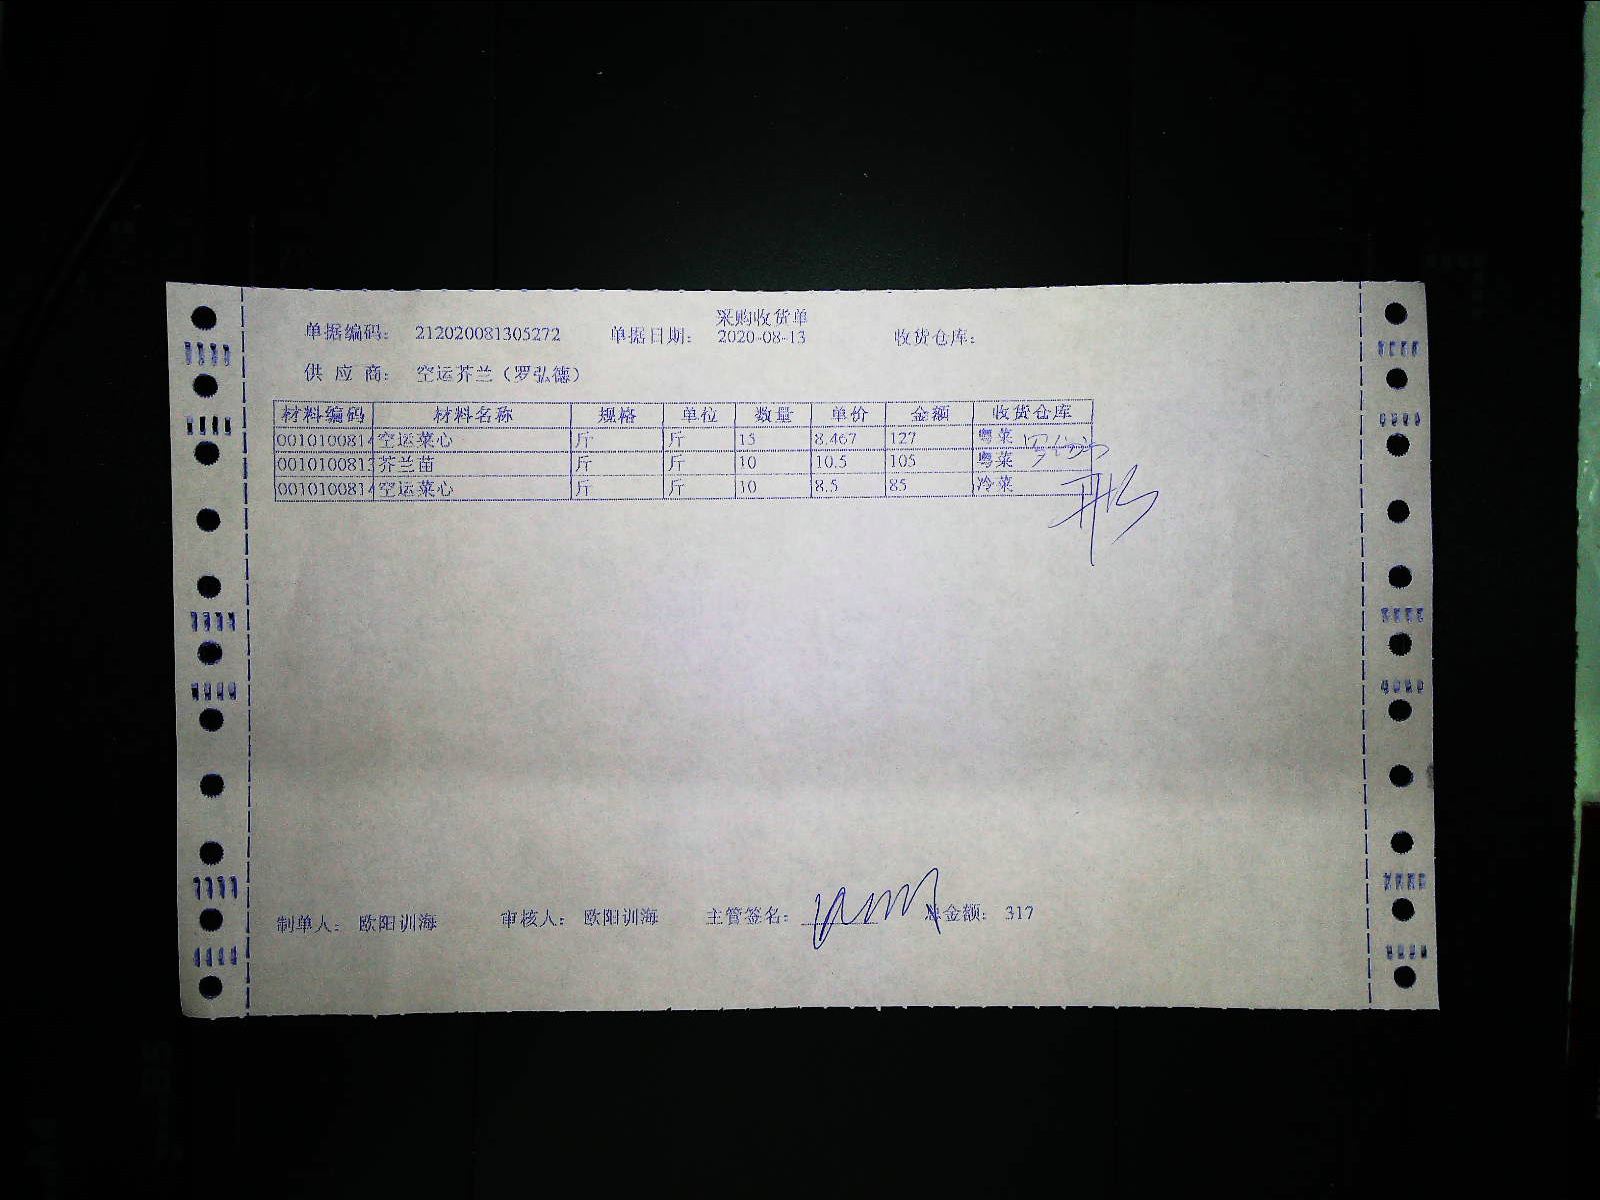 采购收货单
单据编码: 212020081305272 单据日期: 2020-08-13 收货仓库:
供 应 商: 空运芥兰（罗弘德）
材料编码 材料名称 规格 单位 数量 单价 金额 收货仓库
0010100814 空运菜心 斤 斤 15 8.467 127 粤菜
0010100813 芥兰苗 斤 斤 10 10.5 105 粤菜
0010100814 空运菜心 斤 斤 10 8.5 85 冷菜
制单人: 欧阳训海 审核人: 欧阳训海 主管签名: 总金额: 317